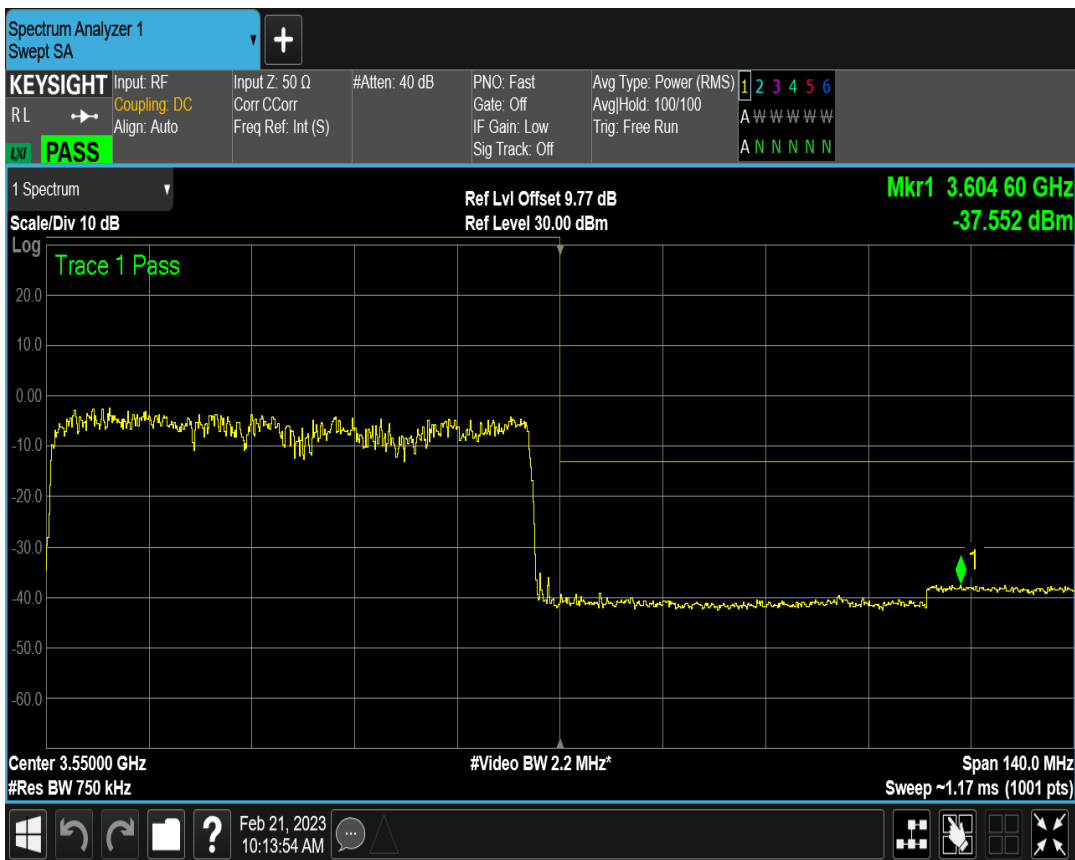 Spectrum Analyzer 1
Swept SA
+
KEYSIGHT
RL
LXI
PASS
Input: RF
Coupling: DC
Align: Auto
Input Z: 50 Ω
Corr CCorr
Freq Ref: Int (S)
#Atten: 40 dB
PNO: Fast
Gate: Off
IF Gain: Low
Sig Track: Off
Avg Type: Power (RMS)
Avg|Hold: 100/100
Trig: Free Run
1 2 3 4 5 6
A W W W W W
A N N N N N
1 Spectrum
Scale/Div 10 dB
Ref Lvl Offset 9.77 dB
Ref Level 30.00 dBm
Mkr1 3.604 60 GHz
-37.552 dBm
Log
Trace 1 Pass
20.0
10.0
0.00
-10.0
-20.0
-30.0
1
-40.0
-50.0
-60.0
Center 3.55000 GHz
#Video BW 2.2 MHz*
Span 140.0 MHz
#Res BW 750 kHz
Sweep ~1.17 ms (1001 pts)
?
Feb 21, 2023
10:13:54 AM